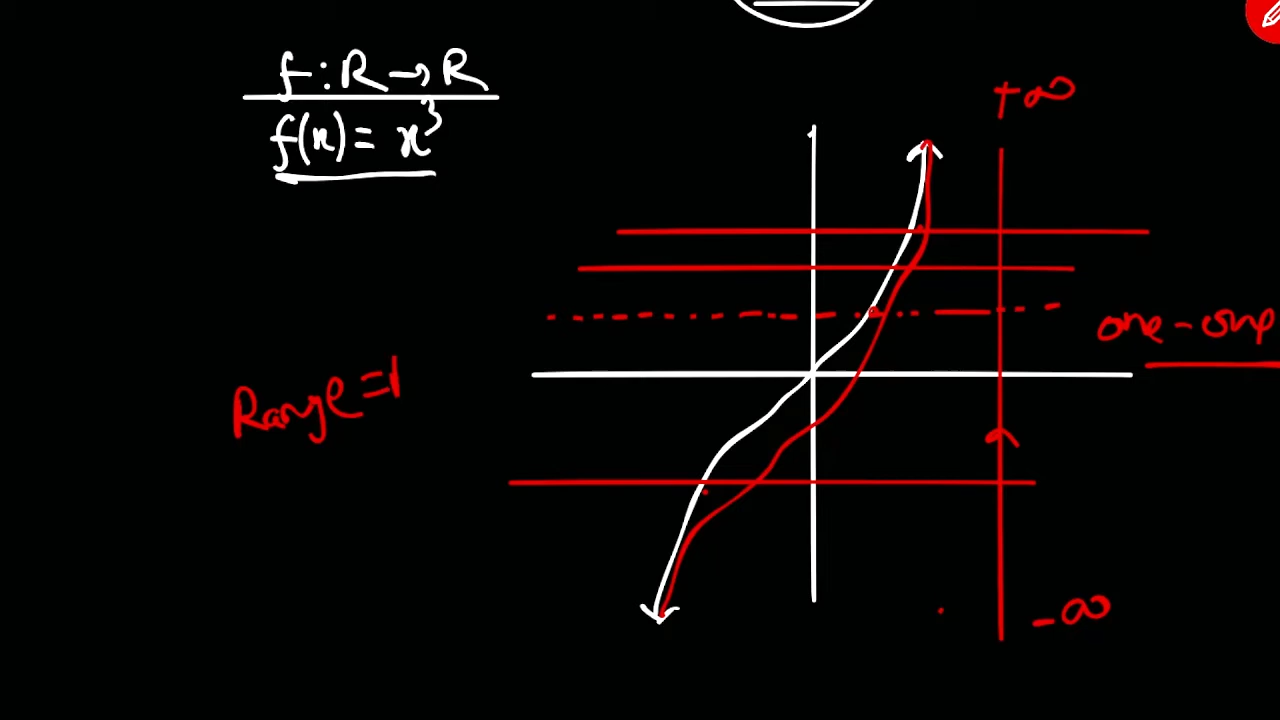 f : R → R
f(x) = x³
+∞
one-one
Range =
-∞